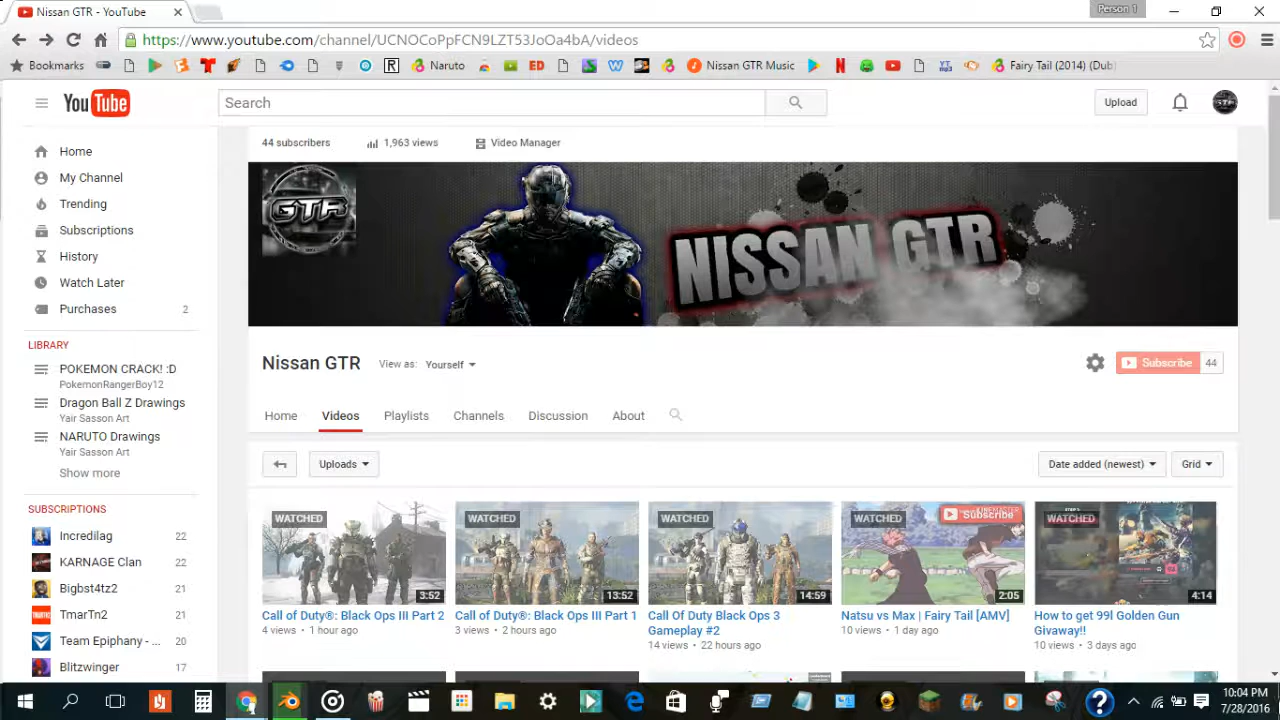 Nissan GTR - YouTube
Person 1
https://www.youtube.com/channel/UCNOCoPpFCN9LZT53JoOa4bA/videos
Bookmarks
Naruto
Nissan GTR Music
Fairy Tail (2014) (Dub)
YouTube
Search
Upload
44 subscribers
1,963 views
Video Manager
Home
My Channel
Trending
Subscriptions
History
Watch Later
Purchases 2
LIBRARY
POKEMON CRACK! :D
PokemonRangerBoy12
Dragon Ball Z Drawings
Yair Sasson Art
NARUTO Drawings
Yair Sasson Art
Show more
SUBSCRIPTIONS
Incredilag 22
KARNAGE Clan 22
Bigbst4tz2 21
TmarTn2 21
Team Epiphany - ... 20
Blitzwinger 17
GTR
NISSAN GTR
Nissan GTR
View as: Yourself
Subscribe 44
Home Videos Playlists Channels Discussion About
Uploads
Date added (newest)
Grid
WATCHED
3:52
Call of Duty®: Black Ops III Part 2
4 views • 1 hour ago
WATCHED
13:52
Call of Duty®: Black Ops III Part 1
3 views • 2 hours ago
WATCHED
14:59
Call Of Duty Black Ops 3
Gameplay #2
14 views • 22 hours ago
WATCHED
Subscribe
2:05
Natsu vs Max | Fairy Tail [AMV]
10 views • 1 day ago
WATCHED
4:14
How to get 99l Golden Gun
Givaway!!
10 views • 3 days ago
10:04 PM
7/28/2016